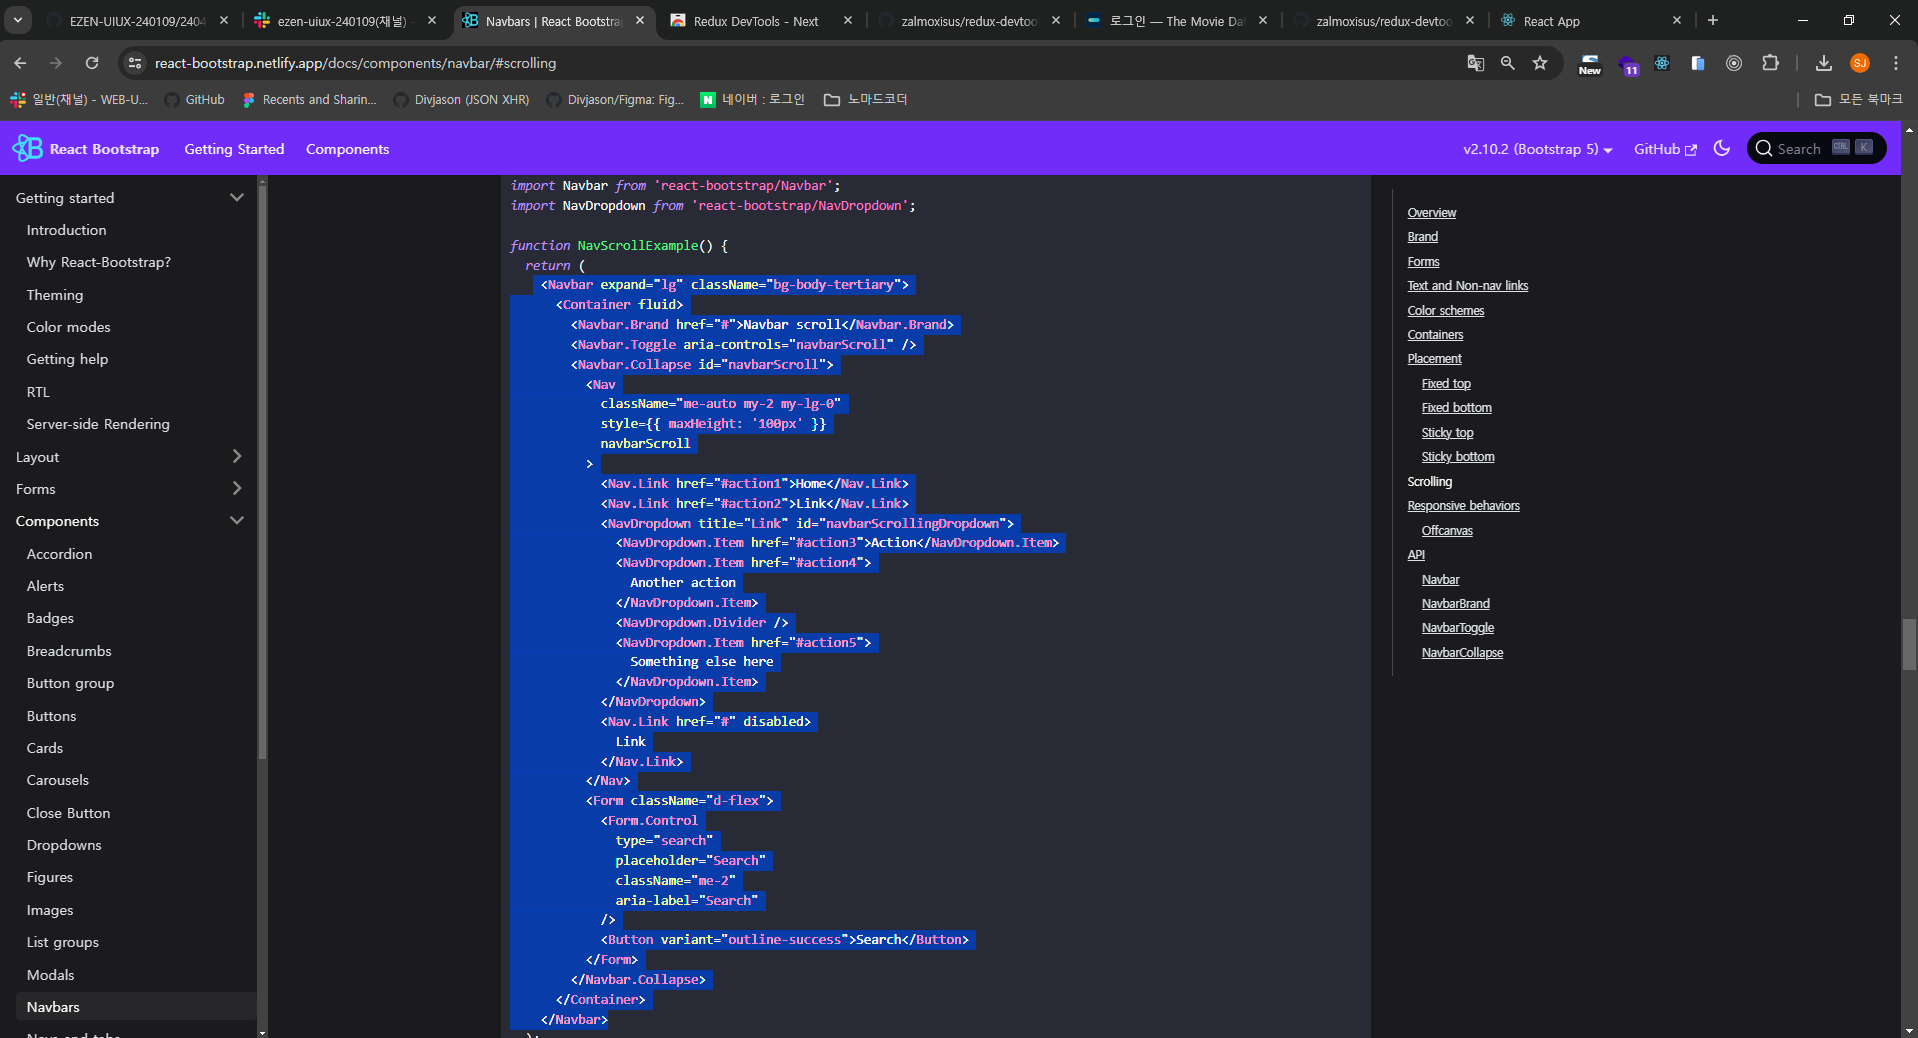 EZEN-UIUX-240109/2404
ezen-uiux-240109(채널) -
Navbars | React Bootstrap
Redux DevTools - Next
zalmoxisus/redux-devtoo
로그인 — The Movie Da
zalmoxisus/redux-devtoo
React App
react-bootstrap.netlify.app/docs/components/navbar/#scrolling
New
11
SJ
일반(채널) - WEB-U...
GitHub
Recents and Sharin...
Divjason (JSON XHR)
Divjason/Figma: Fig...
N
네이버 : 로그인
노마드코더
모든 북마크
React Bootstrap
Getting Started
Components
v2.10.2 (Bootstrap 5)
GitHub
Search
CTRL
K
Getting started
Introduction
Why React-Bootstrap?
Theming
Color modes
Getting help
RTL
Server-side Rendering
Layout
Forms
Components
Accordion
Alerts
Badges
Breadcrumbs
Button group
Buttons
Cards
Carousels
Close Button
Dropdowns
Figures
Images
List groups
Modals
Navbars
Navs and tabs
import Navbar from 'react-bootstrap/Navbar';
import NavDropdown from 'react-bootstrap/NavDropdown';
function NavScrollExample() {
return (
<Navbar expand="lg" className="bg-body-tertiary">
<Container fluid>
<Navbar.Brand href="#">Navbar scroll</Navbar.Brand>
<Navbar.Toggle aria-controls="navbarScroll" />
<Navbar.Collapse id="navbarScroll">
<Nav
className="me-auto my-2 my-lg-0"
style={{ maxHeight: '100px' }}
navbarScroll
>
<Nav.Link href="#action1">Home</Nav.Link>
<Nav.Link href="#action2">Link</Nav.Link>
<NavDropdown title="Link" id="navbarScrollingDropdown">
<NavDropdown.Item href="#action3">Action</NavDropdown.Item>
<NavDropdown.Item href="#action4">
Another action
</NavDropdown.Item>
<NavDropdown.Divider />
<NavDropdown.Item href="#action5">
Something else here
</NavDropdown.Item>
</NavDropdown>
<Nav.Link href="#" disabled>
Link
</Nav.Link>
</Nav>
<Form className="d-flex">
<Form.Control
type="search"
placeholder="Search"
className="me-2"
aria-label="Search"
/>
<Button variant="outline-success">Search</Button>
</Form>
</Navbar.Collapse>
</Container>
</Navbar>
);
Overview
Brand
Forms
Text and Non-nav links
Color schemes
Containers
Placement
Fixed top
Fixed bottom
Sticky top
Sticky bottom
Scrolling
Responsive behaviors
Offcanvas
API
Navbar
NavbarBrand
NavbarToggle
NavbarCollapse